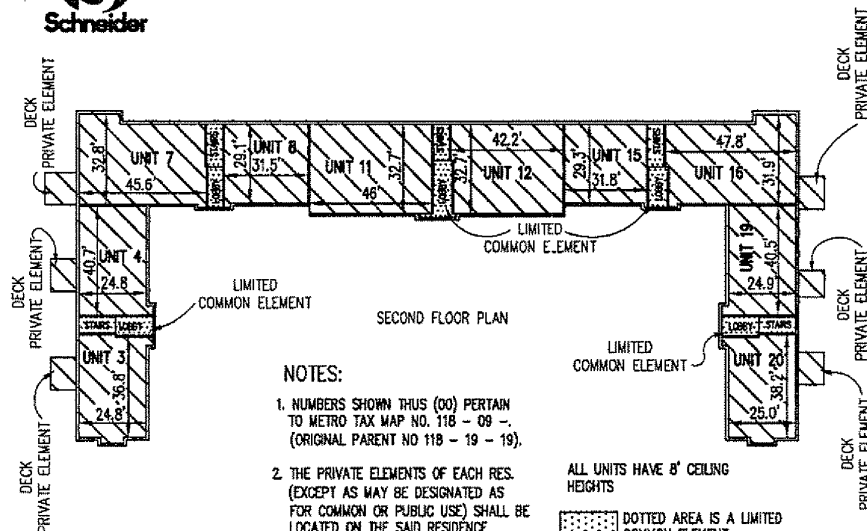 Schneider
DECK
PRIVATE ELEMENT
DECK
PRIVATE ELEMENT
32.8'
UNIT 7
45.6'
STAIRS
LOBBY
29.1'
UNIT 8
31.5'
UNIT 11
46'
32.7'
STAIRS
LOBBY
32.7'
42.2'
UNIT 12
29.3'
UNIT 15
31.8'
STAIRS
LOBBY
47.8'
UNIT 16
31.9'
40.7'
UNIT 4
24.8
LIMITED
COMMON ELEMENT
UNIT 19
40.5'
24.9'
DECK
PRIVATE ELEMENT
DECK
PRIVATE ELEMENT
STAIRS
LOBBY
LIMITED
COMMON ELEMENT
SECOND FLOOR PLAN
LIMITED
COMMON ELEMENT
LOBBY
STAIRS
UNIT 3
36.8'
24.8'
UNIT 20
38.2'
25.0'
DECK
PRIVATE ELEMENT
DECK
PRIVATE ELEMENT
NOTES:
1. NUMBERS SHOWN THUS (00) PERTAIN
TO METRO TAX MAP NO. 118 - 09 -.
(ORIGINAL PARENT NO 118 - 19 - 19).
2. THE PRIVATE ELEMENTS OF EACH RES.
(EXCEPT AS MAY BE DESIGNATED AS
FOR COMMON OR PUBLIC USE) SHALL BE
LOCATED ON THE SAID RESIDENCE
ALL UNITS HAVE 8' CEILING
HEIGHTS
DOTTED AREA IS A LIMITED
COMMON ELEMENT